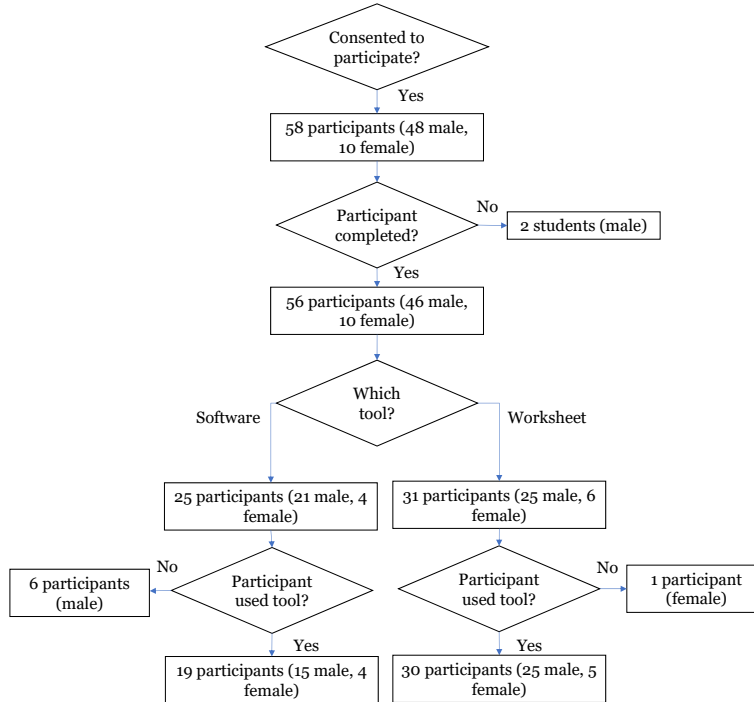 Consented to
participate?
Yes
58 participants (48 male,
10 female)
Participant
completed?
No
2 students (male)
Yes
56 participants (46 male,
10 female)
Which
tool?
Software
Worksheet
25 participants (21 male, 4
female)
31 participants (25 male, 6
female)
Participant
used tool?
No
6 participants
(male)
Yes
19 participants (15 male, 4
female)
Participant
used tool?
No
1 participant
(female)
Yes
30 participants (25 male, 5
female)